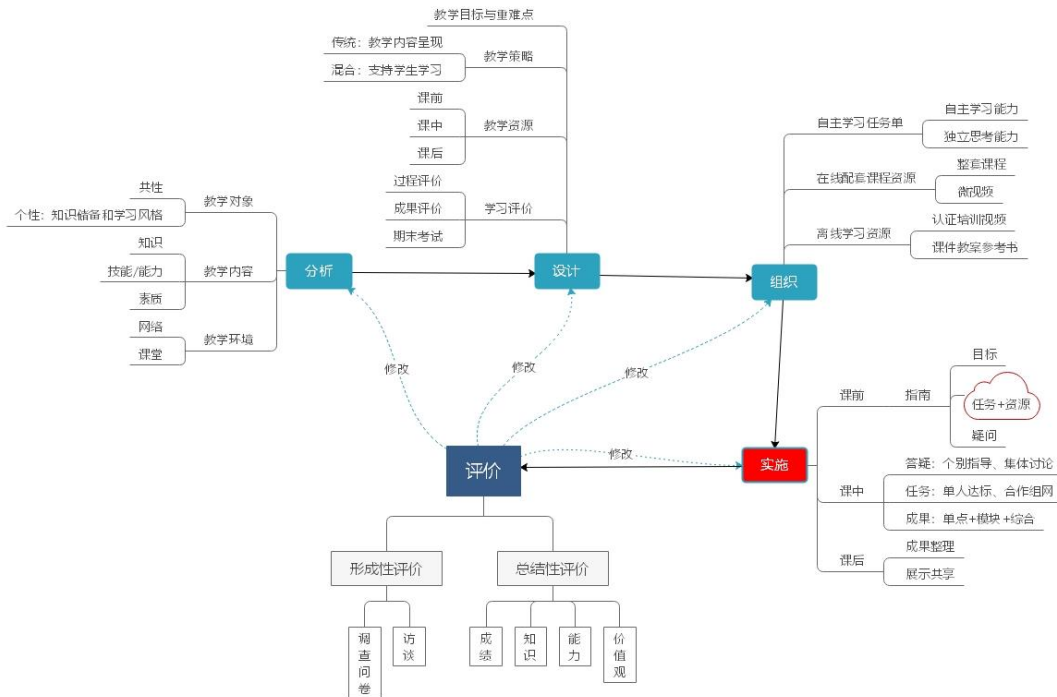 教学目标与重难点
传统：教学内容呈现
混合：支持学生学习
教学策略
课前
课中
课后
教学资源
过程评价
成果评价
期末考试
学习评价
设计
共性
个性：知识储备和学习风格
教学对象
知识
技能/能力
素质
教学内容
网络
课堂
教学环境
分析
自主学习任务单
自主学习能力
独立思考能力
在线配套课程资源
整套课程
微视频
离线学习资源
认证培训视频
课件教案参考书
组织
修改
修改
修改
修改
实施
课前
指南
目标
任务+资源
疑问
课中
答疑：个别指导、集体讨论
任务：单人达标、合作组网
成果：单点+模块+综合
课后
成果整理
展示共享
评价
形成性评价
调查问卷
访谈
总结性评价
成绩
知识
能力
价值观